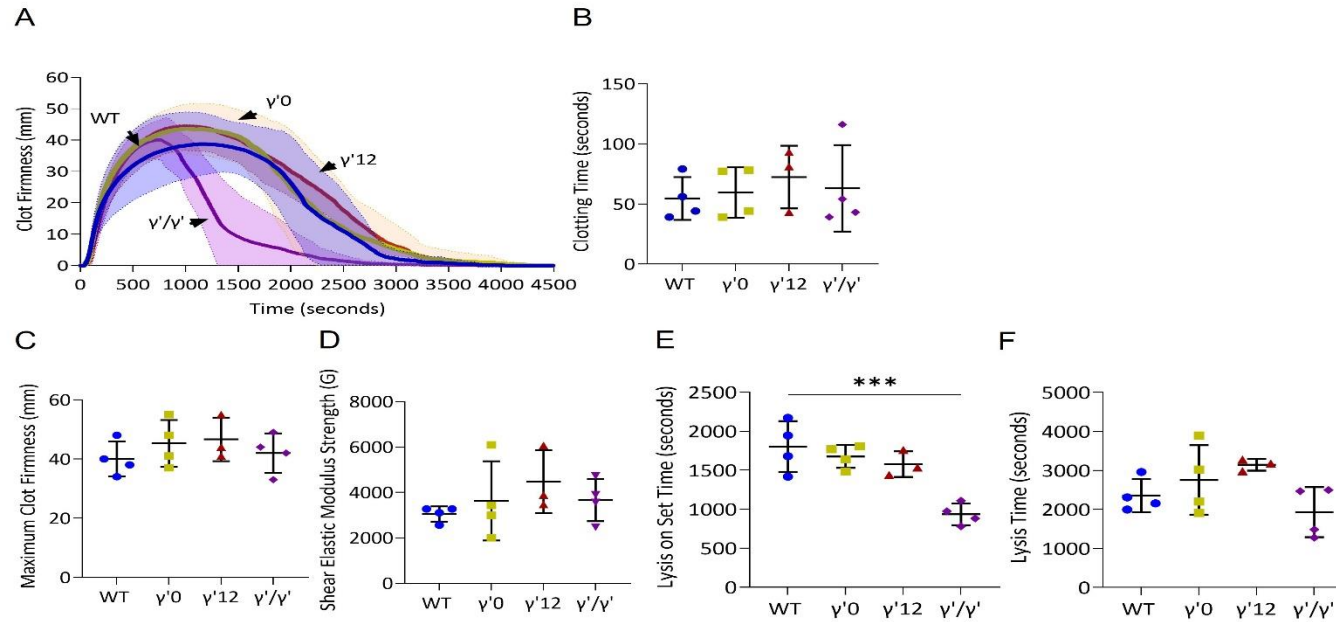 A
Clot Firmness (mm)
60
50
40
30
20
10
0
WT
γ'0
γ'12
γ'/γ'
0 500 1000 1500 2000 2500 3000 3500 4000 4500
Time (seconds)
B
Clotting Time (seconds)
150
100
50
0
WT γ'0 γ'12 γ'/γ'
C
Maximum Clot Firmness (mm)
60
40
20
0
WT γ'0 γ'12 γ'/γ'
D
Shear Elastic Modulus Strength (G)
8000
6000
4000
2000
0
WT γ'0 γ'12 γ'/γ'
E
Lysis on Set Time (seconds)
2500
2000
1500
1000
500
0
***
WT γ'0 γ'12 γ'/γ'
F
Lysis Time (seconds)
5000
4000
3000
2000
1000
0
WT γ'0 γ'12 γ'/γ'